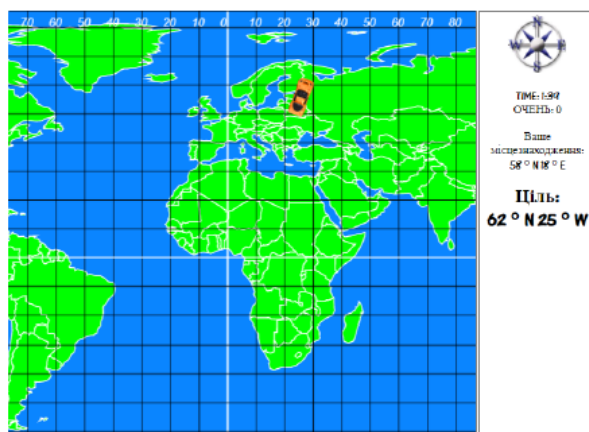 70 60 50 40 30 20 10 0 10 20 30 40 50 60 70 80
N
W E
S
TIME: 1:39
ОЧЕНЬ: 0
Ваше
місцезнаходження:
58 ° N 18 ° E
Ціль:
62 ° N 25 ° W